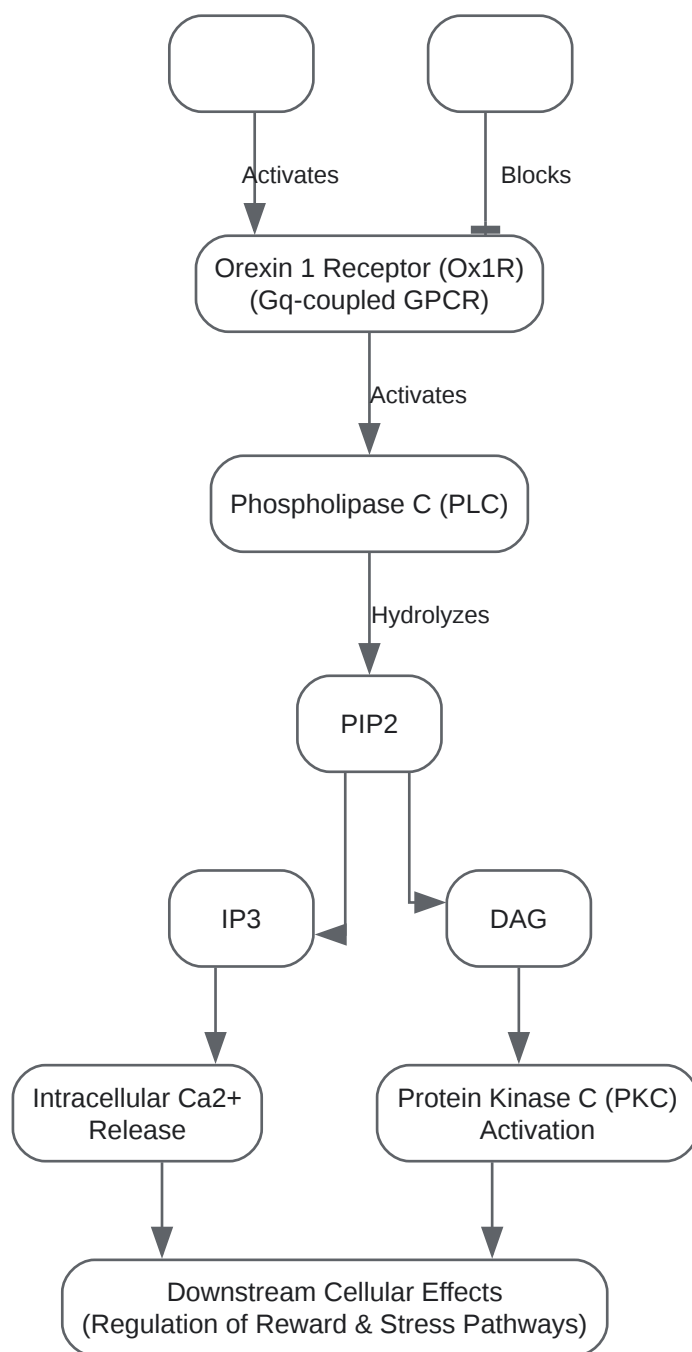 Activates
Blocks
Orexin 1 Receptor (Ox1R)
(Gq-coupled GPCR)
Activates
Phospholipase C (PLC)
Hydrolyzes
PIP2
IP3
DAG
Intracellular Ca2+
Release
Protein Kinase C (PKC)
Activation
Downstream Cellular Effects
(Regulation of Reward & Stress Pathways)